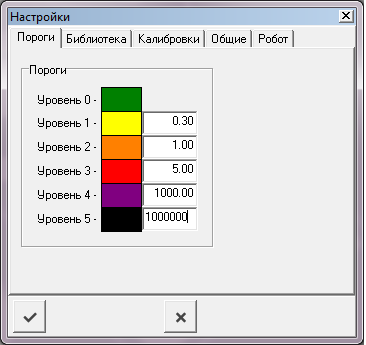 Настройки
Пороги Библиотека Калибровки Общие Робот
Пороги
Уровень 0 -
Уровень 1 - 0.30
Уровень 2 - 1.00
Уровень 3 - 5.00
Уровень 4 - 1000.00
Уровень 5 - 1000000